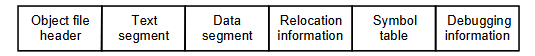 Object file
header
Text
segment
Data
segment
Relocation
information
Symbol
table
Debugging
information